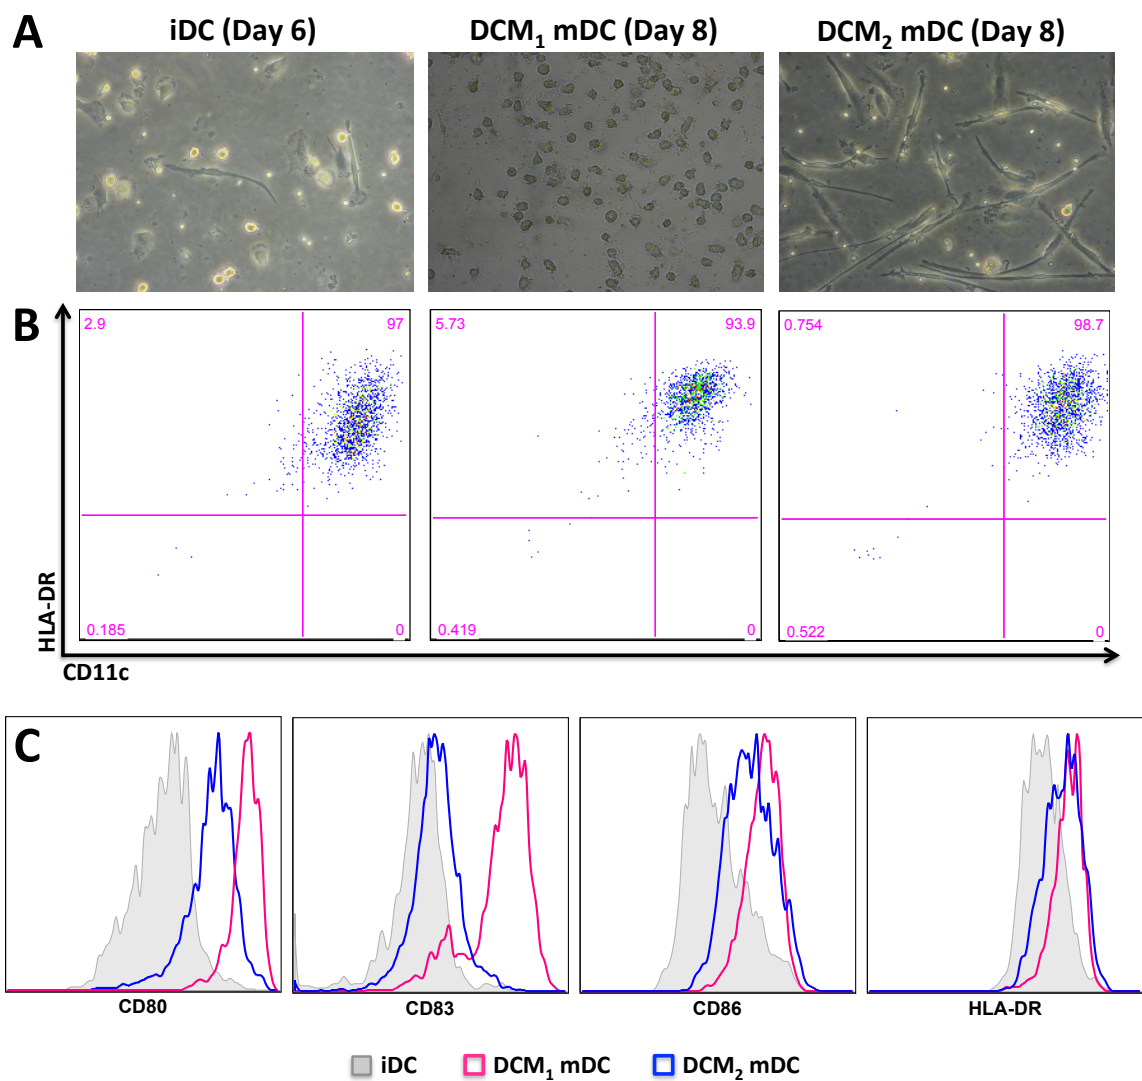 A
iDC (Day 6)
DCM₁ mDC (Day 8)
DCM₂ mDC (Day 8)
B
2.9
97
5.73
93.9
0.754
98.7
HLA-DR
0.185
0
0.419
0
0.522
0
CD11c
C
CD80
CD83
CD86
HLA-DR
iDC
DCM₁ mDC
DCM₂ mDC